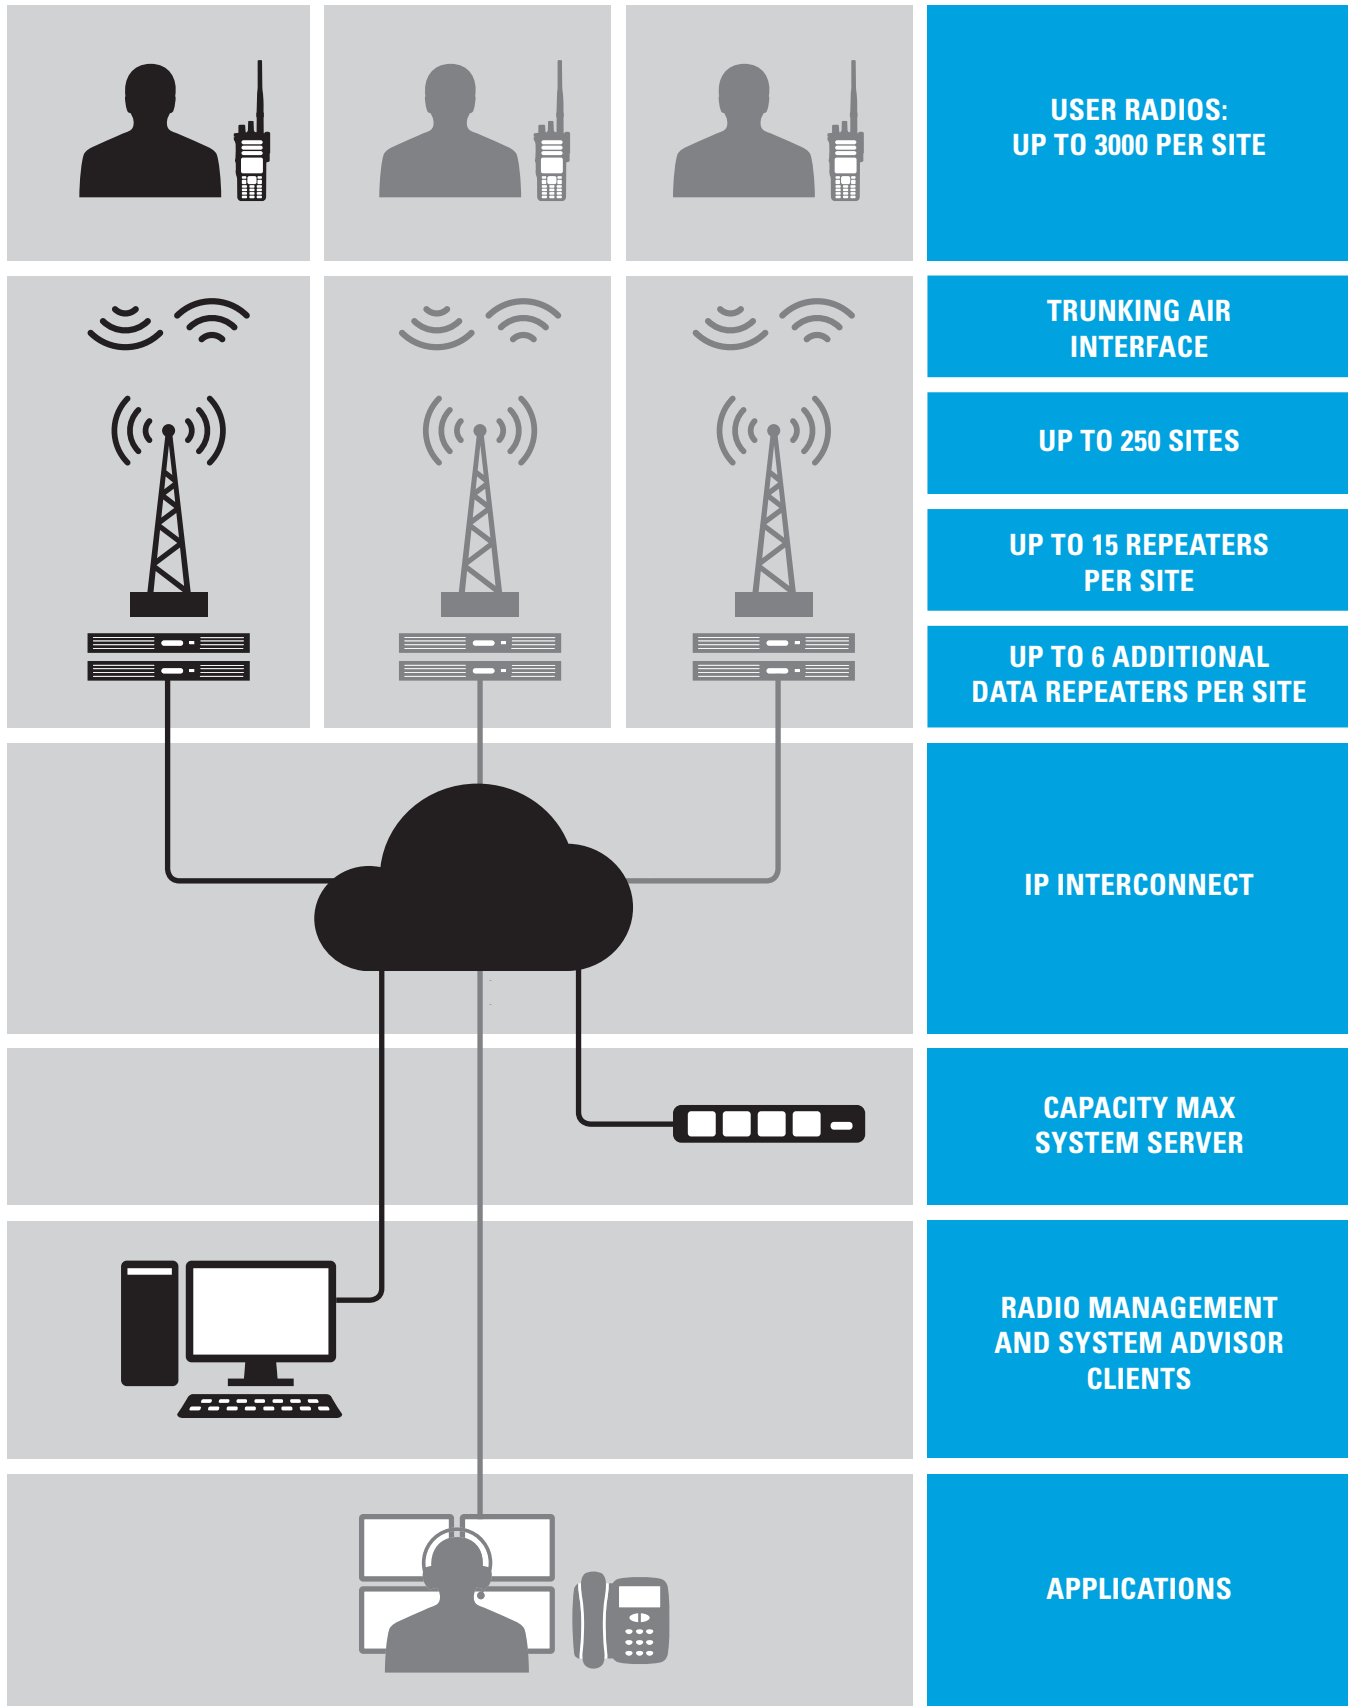 USER RADIOS:
UP TO 3000 PER SITE
TRUNKING AIR
INTERFACE
UP TO 250 SITES
UP TO 15 REPEATERS
PER SITE
UP TO 6 ADDITIONAL
DATA REPEATERS PER SITE
IP INTERCONNECT
CAPACITY MAX
SYSTEM SERVER
RADIO MANAGEMENT
AND SYSTEM ADVISOR
CLIENTS
APPLICATIONS